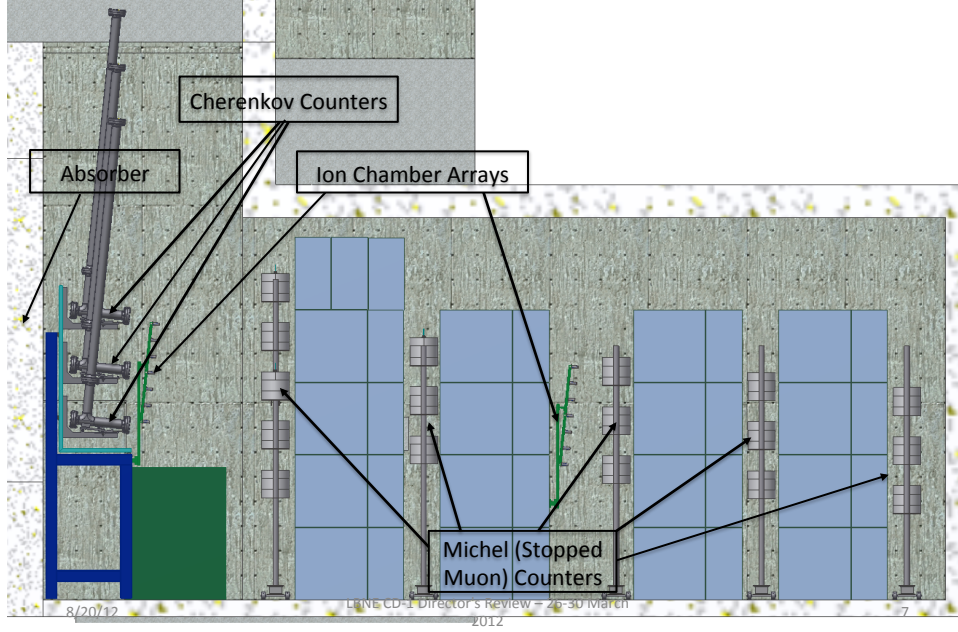 Cherenkov Counters
Absorber
Ion Chamber Arrays
Michel (Stopped
Muon) Counters
8/20/12
LBNE CD-1 Director's Review – 26-30 March
2012
7